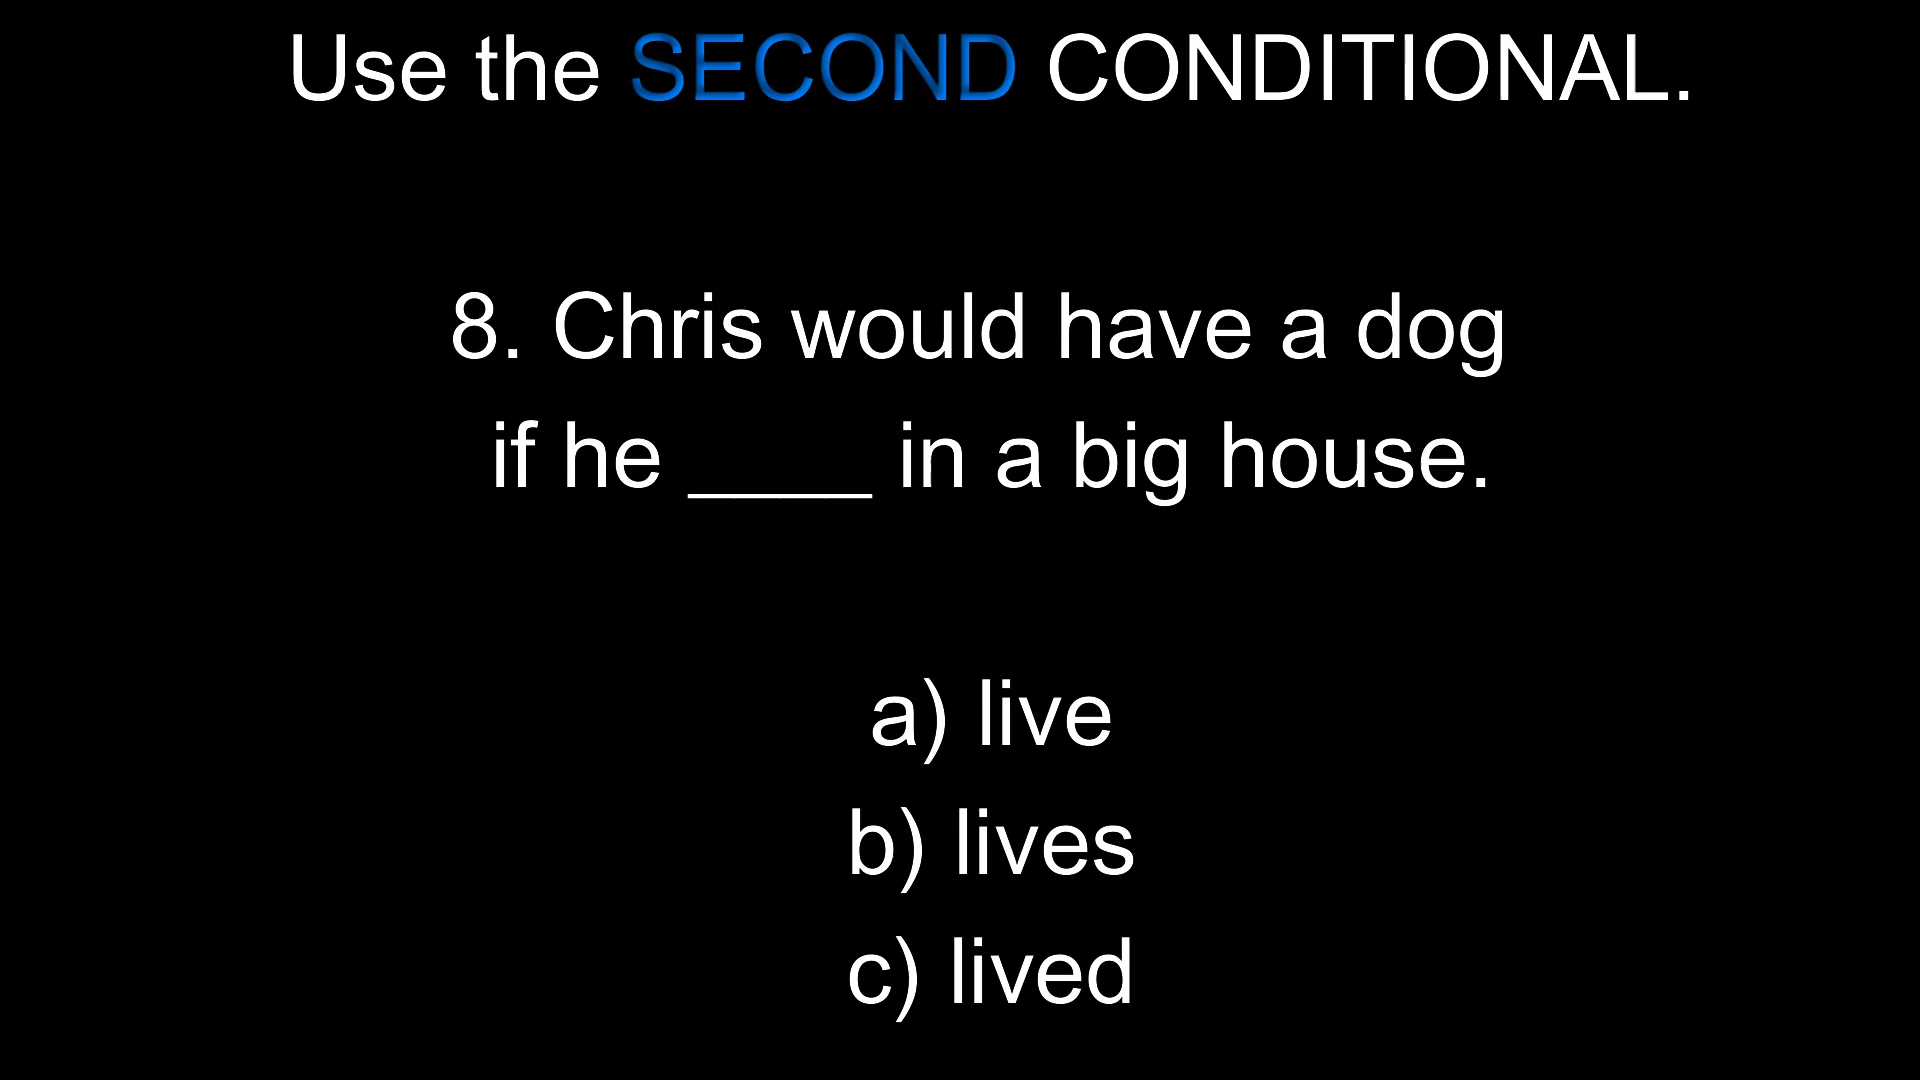 Use the SECOND CONDITIONAL.
8. Chris would have a dog
if he ____ in a big house.
a) live
b) lives
c) lived